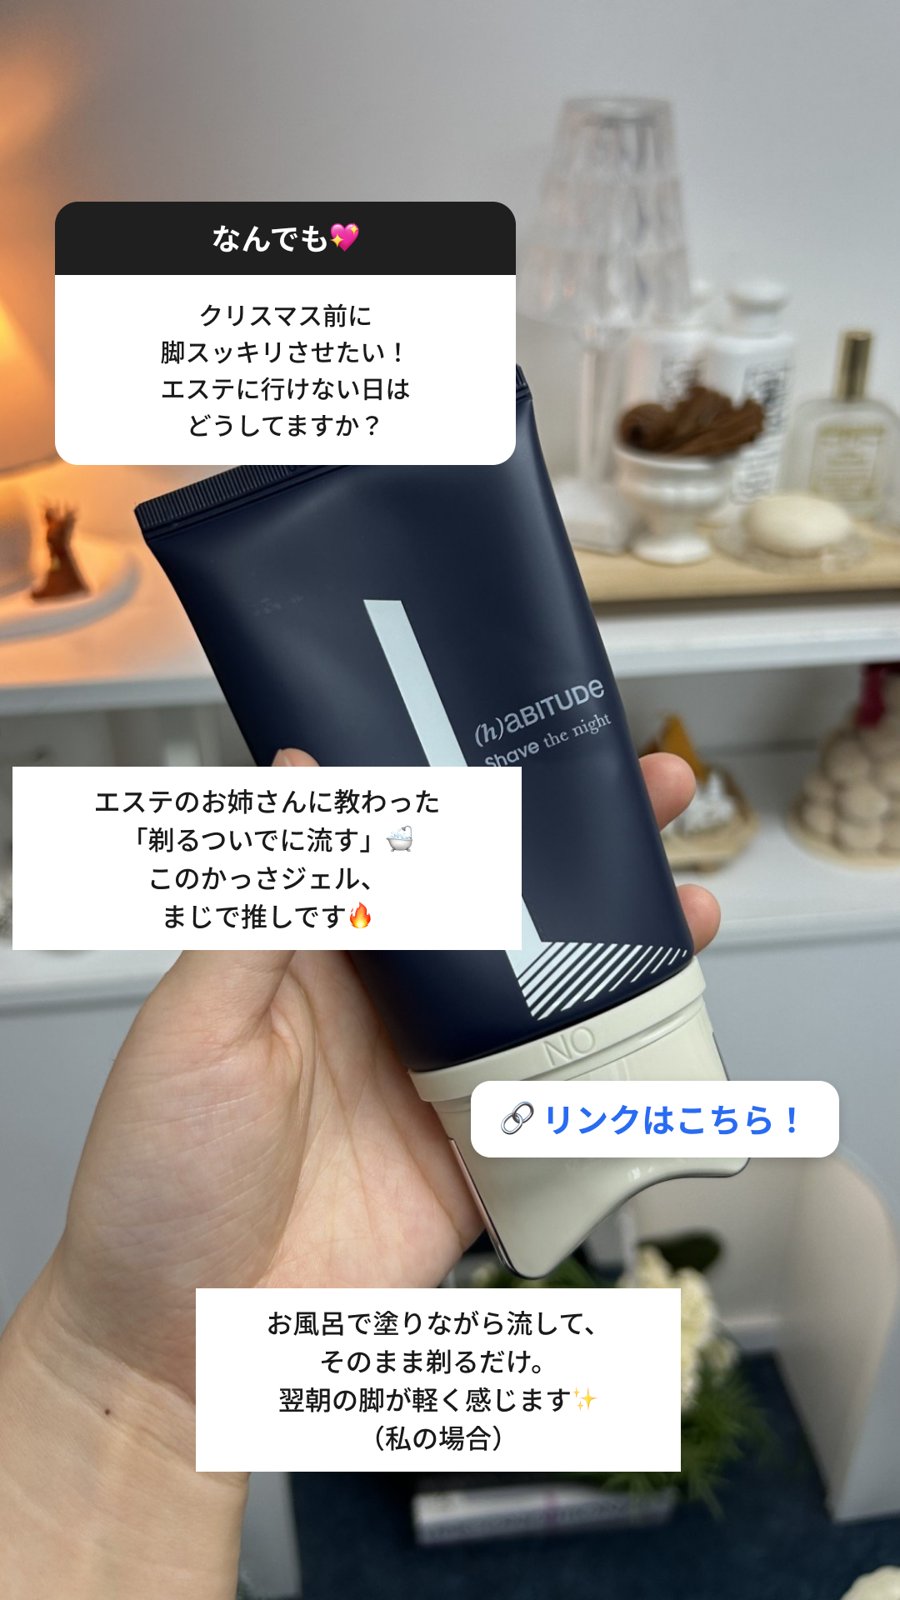 なんでも💖
クリスマス前に
脚スッキリさせたい！
エステに行けない日は
どうしてますか？
(h)aBITUDe
Shave the night
エステのお姉さんに教わった
「剃るついでに流す」🛁
このかっさジェル、
まじで推しです🔥
NO
🔗 リンクはこちら！
お風呂で塗りながら流して、
そのまま剃るだけ。
翌朝の脚が軽く感じます✨
（私の場合）